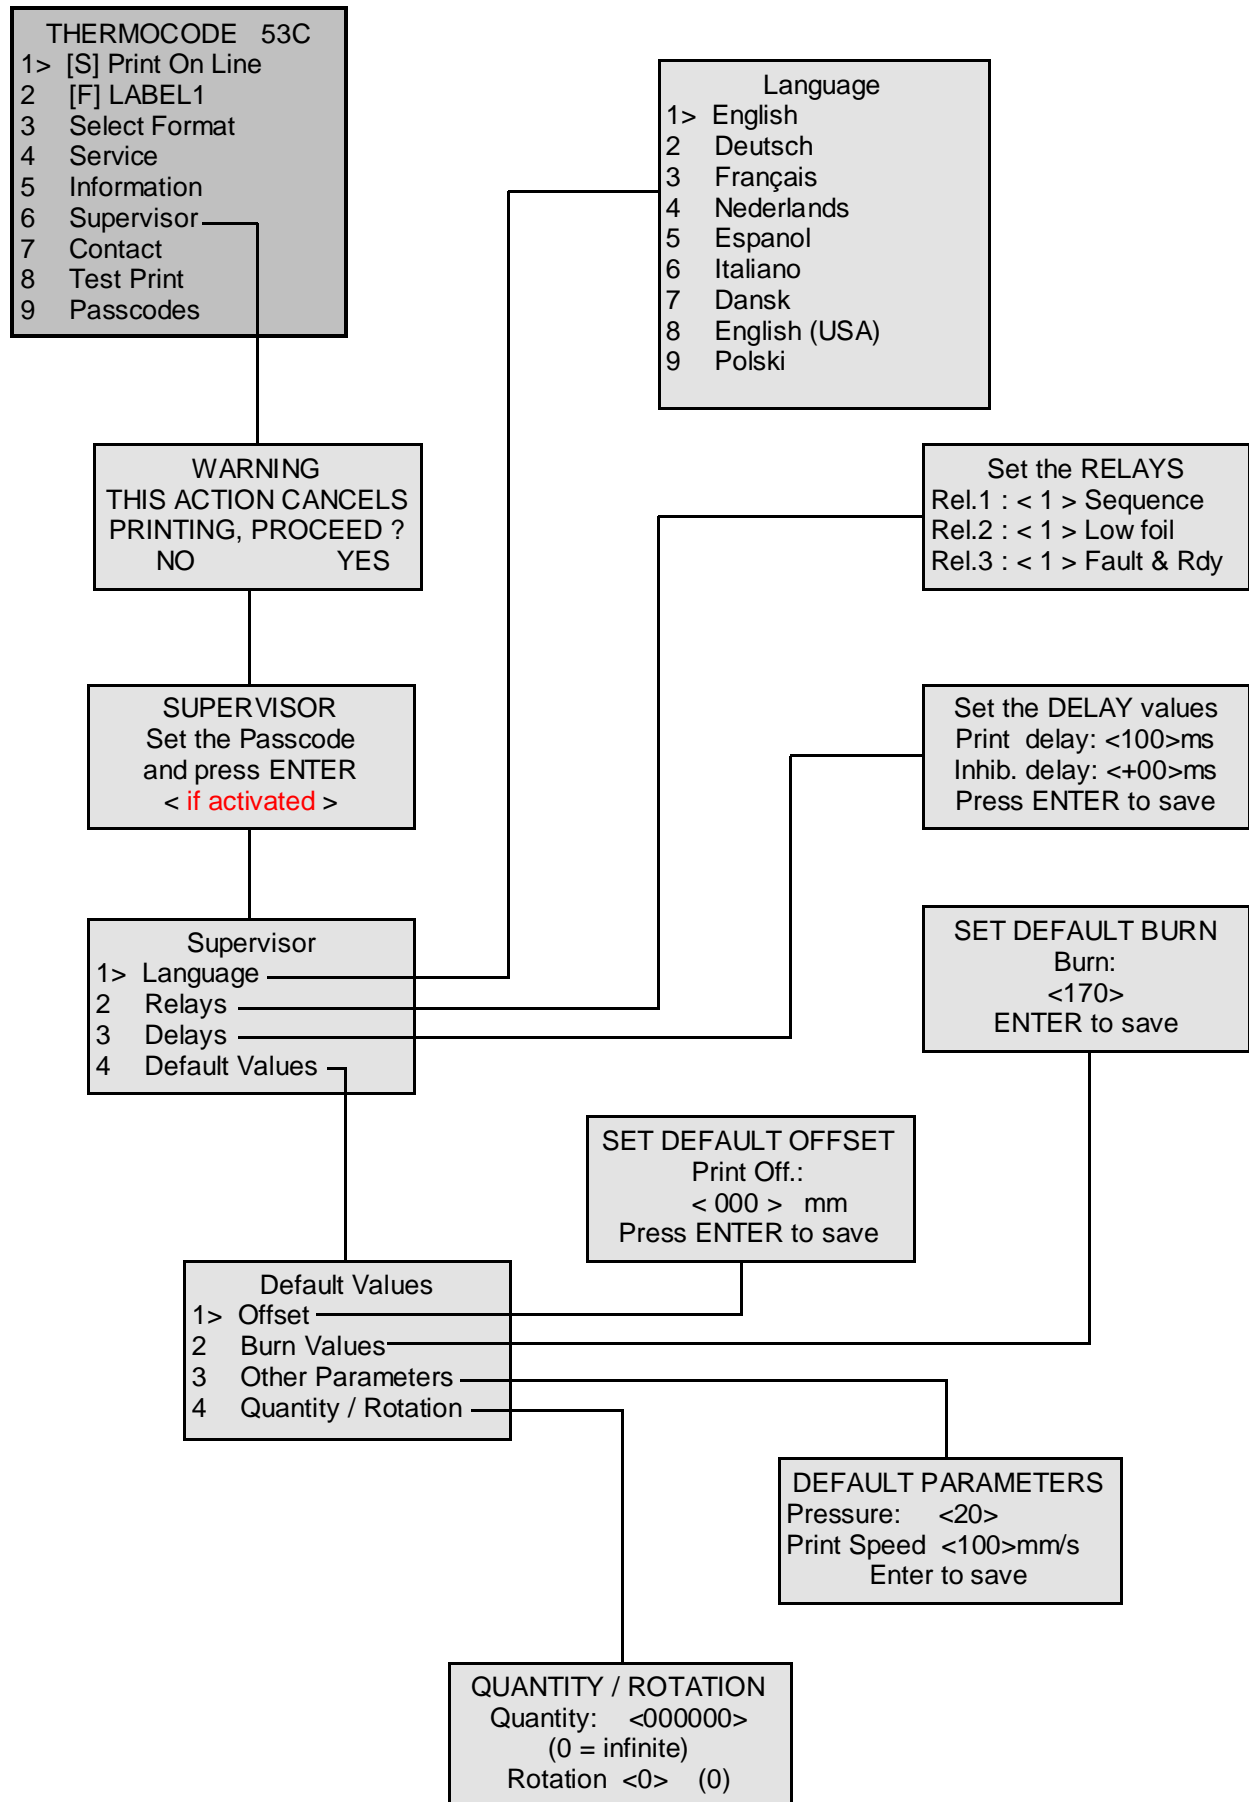 THERMOCODE 53C
1> [S] Print On Line
2 [F] LABEL1
3 Select Format
4 Service
5 Information
6 Supervisor
7 Contact
8 Test Print
9 Passcodes
Language
1> English
2 Deutsch
3 Français
4 Nederlands
5 Espanol
6 Italiano
7 Dansk
8 English (USA)
9 Polski
WARNING
THIS ACTION CANCELS
PRINTING, PROCEED ?
NO YES
Set the RELAYS
Rel.1 : < 1 > Sequence
Rel.2 : < 1 > Low foil
Rel.3 : < 1 > Fault & Rdy
SUPERVISOR
Set the Passcode
and press ENTER
< if activated >
Set the DELAY values
Print delay: <100>ms
Inhib. delay: <+00>ms
Press ENTER to save
Supervisor
1> Language
2 Relays
3 Delays
4 Default Values
SET DEFAULT BURN
Burn:
<170>
ENTER to save
SET DEFAULT OFFSET
Print Off.:
< 000 > mm
Press ENTER to save
Default Values
1> Offset
2 Burn Values
3 Other Parameters
4 Quantity / Rotation
DEFAULT PARAMETERS
Pressure: <20>
Print Speed <100>mm/s
Enter to save
QUANTITY / ROTATION
Quantity: <000000>
(0 = infinite)
Rotation <0> (0)